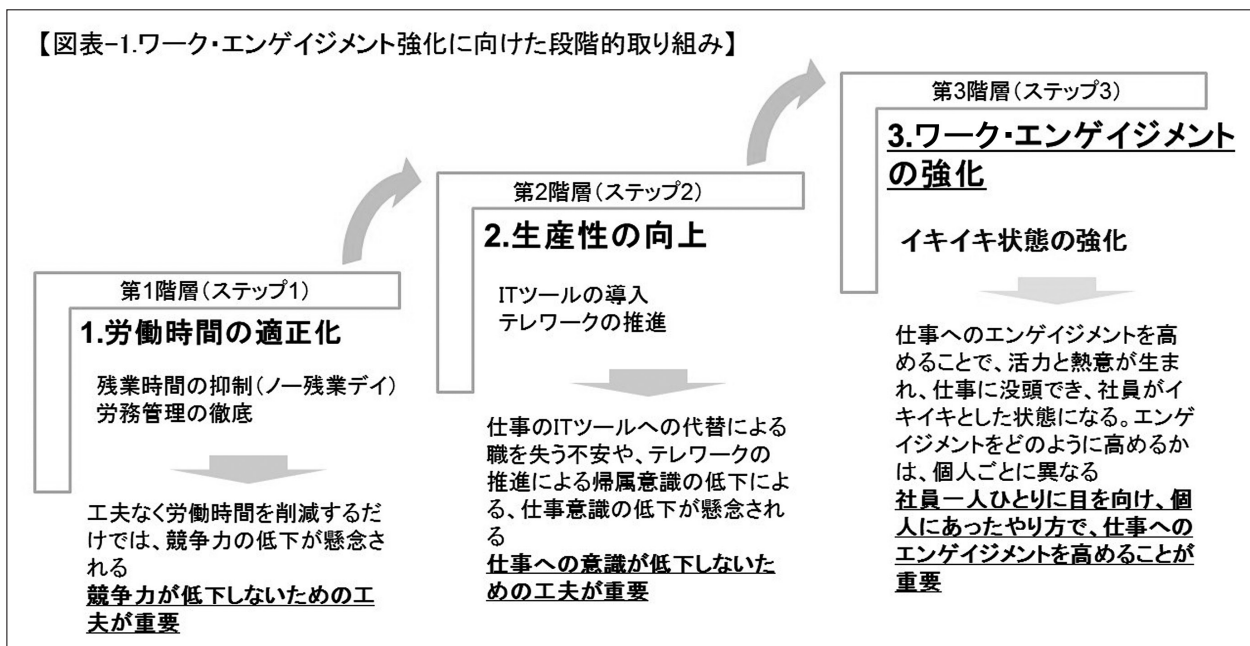 【図表-1.ワーク・エンゲイジメント強化に向けた段階的取り組み】
第1階層（ステップ1）
1.労働時間の適正化
残業時間の抑制（ノー残業デイ）
労務管理の徹底
工夫なく労働時間を削減するだ
けでは、競争力の低下が懸念さ
れる
競争力が低下しないための工
夫が重要
第2階層（ステップ2）
2.生産性の向上
ITツールの導入
テレワークの推進
仕事のITツールへの代替による
職を失う不安や、テレワークの
推進による帰属意識の低下によ
る、仕事意識の低下が懸念され
る
仕事への意識が低下しないた
めの工夫が重要
第3階層（ステップ3）
3.ワーク・エンゲイジメント
の強化
イキイキ状態の強化
仕事へのエンゲイジメントを高
めることで、活力と熱意が生ま
れ、仕事に没頭でき、社員がイ
キイキとした状態になる。エンゲ
イジメントをどのように高めるか
は、個人ごとに異なる
社員一人ひとりに目を向け、個
人にあったやり方で、仕事への
エンゲイジメントを高めることが
重要